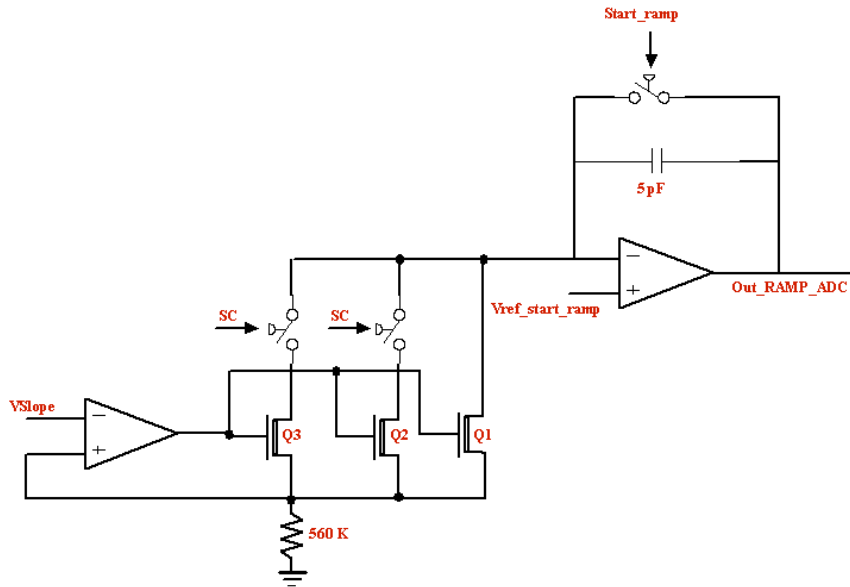 Start_ramp
5pF
Out_RAMP_ADC
Vref_start_ramp
SC
SC
VSlope
Q3
Q2
Q1
560 K